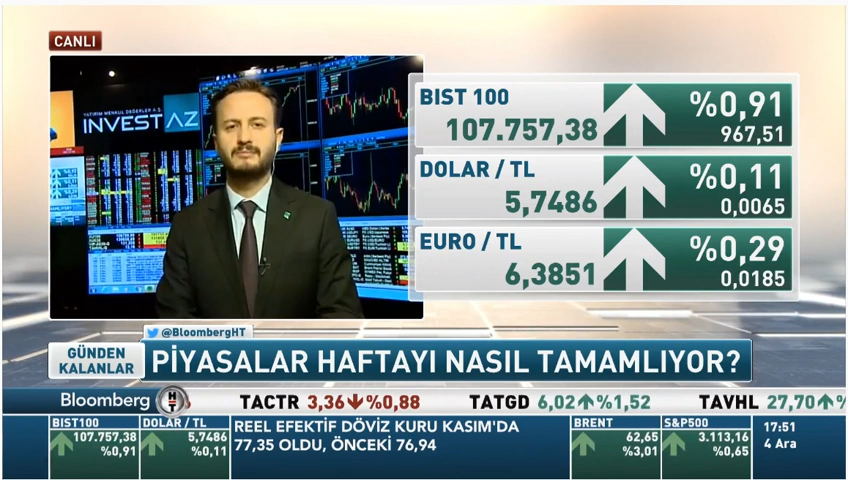 CANLI
YATIRIM MENKUL DEĞERLER A.Ş.
INVEST AZ
BIST 100
107.757,38
%0,91
967,51
DOLAR / TL
5,7486
%0,11
0,0065
EURO / TL
6,3851
%0,29
0,0185
@BloombergHT
GÜNDEN KALANLAR
PİYASALAR HAFTAYI NASIL TAMAMLIYOR?
Bloomberg HT
TACTR 3,36 %0,88 TATGD 6,02 %1,52 TAVHL 27,70 %
BIST100
107.757,38
%0,91
DOLAR / TL
5,7486
%0,11
REEL EFEKTİF DÖVİZ KURU KASIM'DA
77,35 OLDU, ÖNCEKİ 76,94
BRENT
62,65
%3,01
S&P500
3.113,16
%0,65
17:51
4 Ara